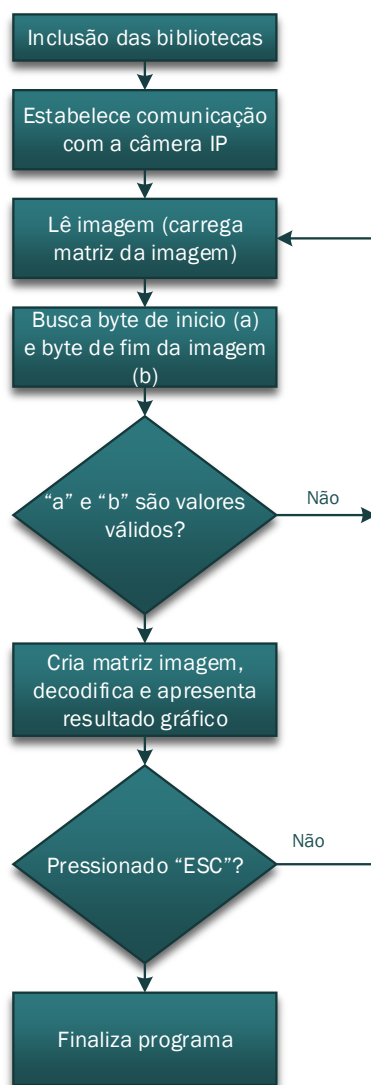 Inclusão das bibliotecas
Estabelece comunicação
com a câmera IP
Lê imagem (carrega
matriz da imagem)
Busca byte de inicio (a)
e byte de fim da imagem
(b)
“a” e “b” são valores
válidos?
Não
Cria matriz imagem,
decodifica e apresenta
resultado gráfico
Pressionado “ESC”?
Não
Finaliza programa